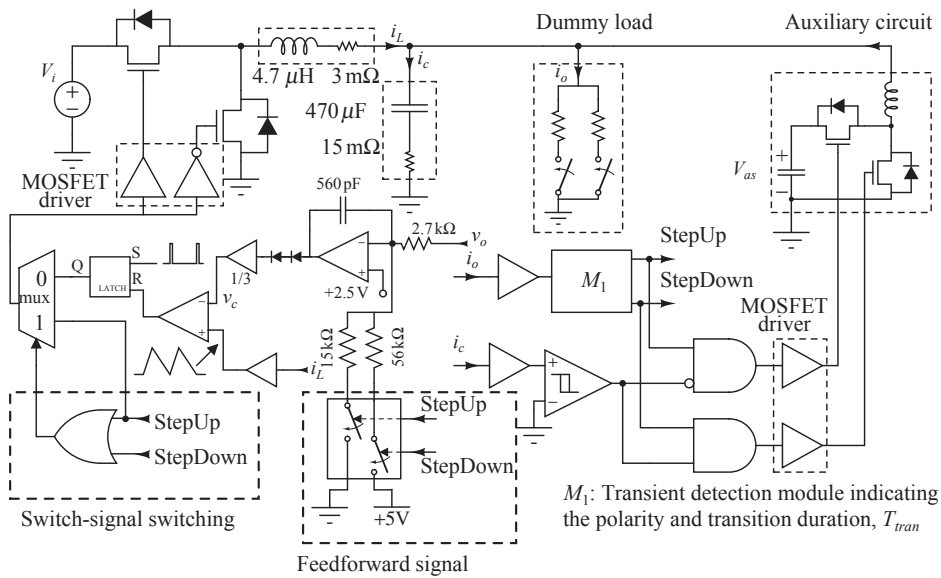 Dummy load
Auxiliary circuit
V_i
+
−
4.7 μH
3 mΩ
i_L
i_c
470 μF
15 mΩ
i_o
V_as
+
−
MOSFET
driver
560 pF
2.7 kΩ
v_o
i_o
−
+
+2.5 V
1/3
v_c
−
+
i_L
0
mux
1
Q
S
R
LATCH
15 kΩ
56 kΩ
M_1
StepUp
StepDown
MOSFET
driver
i_c
+
−
StepUp
StepDown
StepUp
StepDown
+5V
Switch-signal switching
Feedforward signal
M_1: Transient detection module indicating
the polarity and transition duration, T_tran